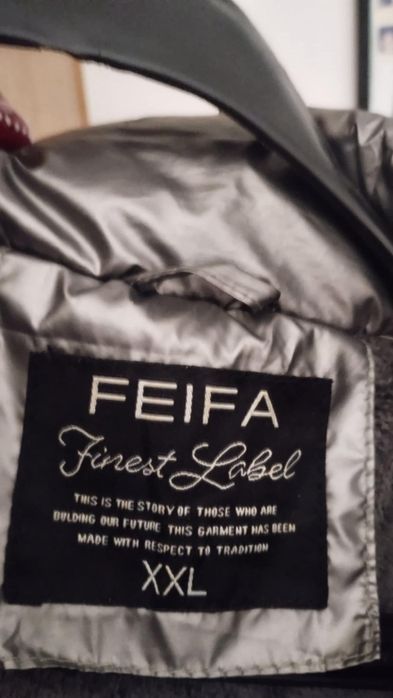 FEIFA
Finest Label
THIS IS THE STORY OF THOSE WHO ARE
BULDING OUR FUTURE THIS GARMENT HAS BEEN
MADE WITH RESPECT TO TRADITION
XXL